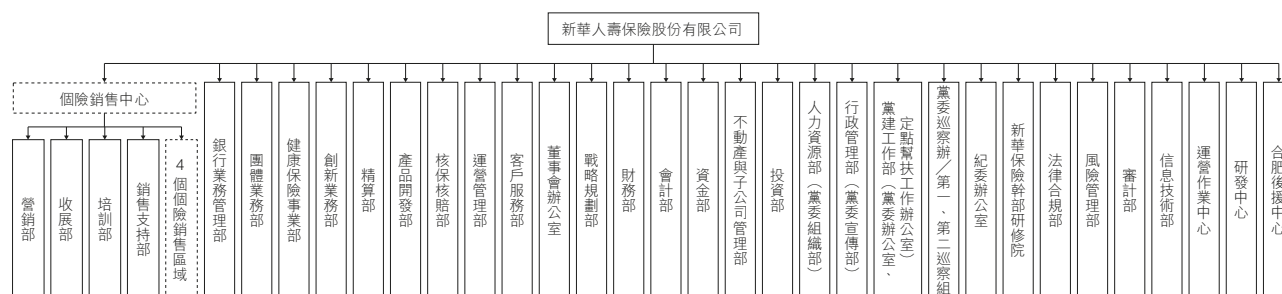 新華人壽保險股份有限公司
個險銷售中心
營銷部
收展部
培訓部
銷售支持部
4個個險銷售區域
銀行業務管理部
團體業務部
健康保險事業部
創新業務部
精算部
產品開發部
核保核賠部
運營管理部
客戶服務部
董事會辦公室
戰略規劃部
財務部
會計部
資金部
不動產與子公司管理部
投資部
人力資源部（黨委組織部）
行政管理部（黨委宣傳部）
黨建工作部（黨委辦公室、
定點幫扶工作辦公室）
黨委巡察辦／第一、第二巡察組
紀委辦公室
新華保險幹部研修院
法律合規部
風險管理部
審計部
信息技術部
運營作業中心
研發中心
合肥後援中心